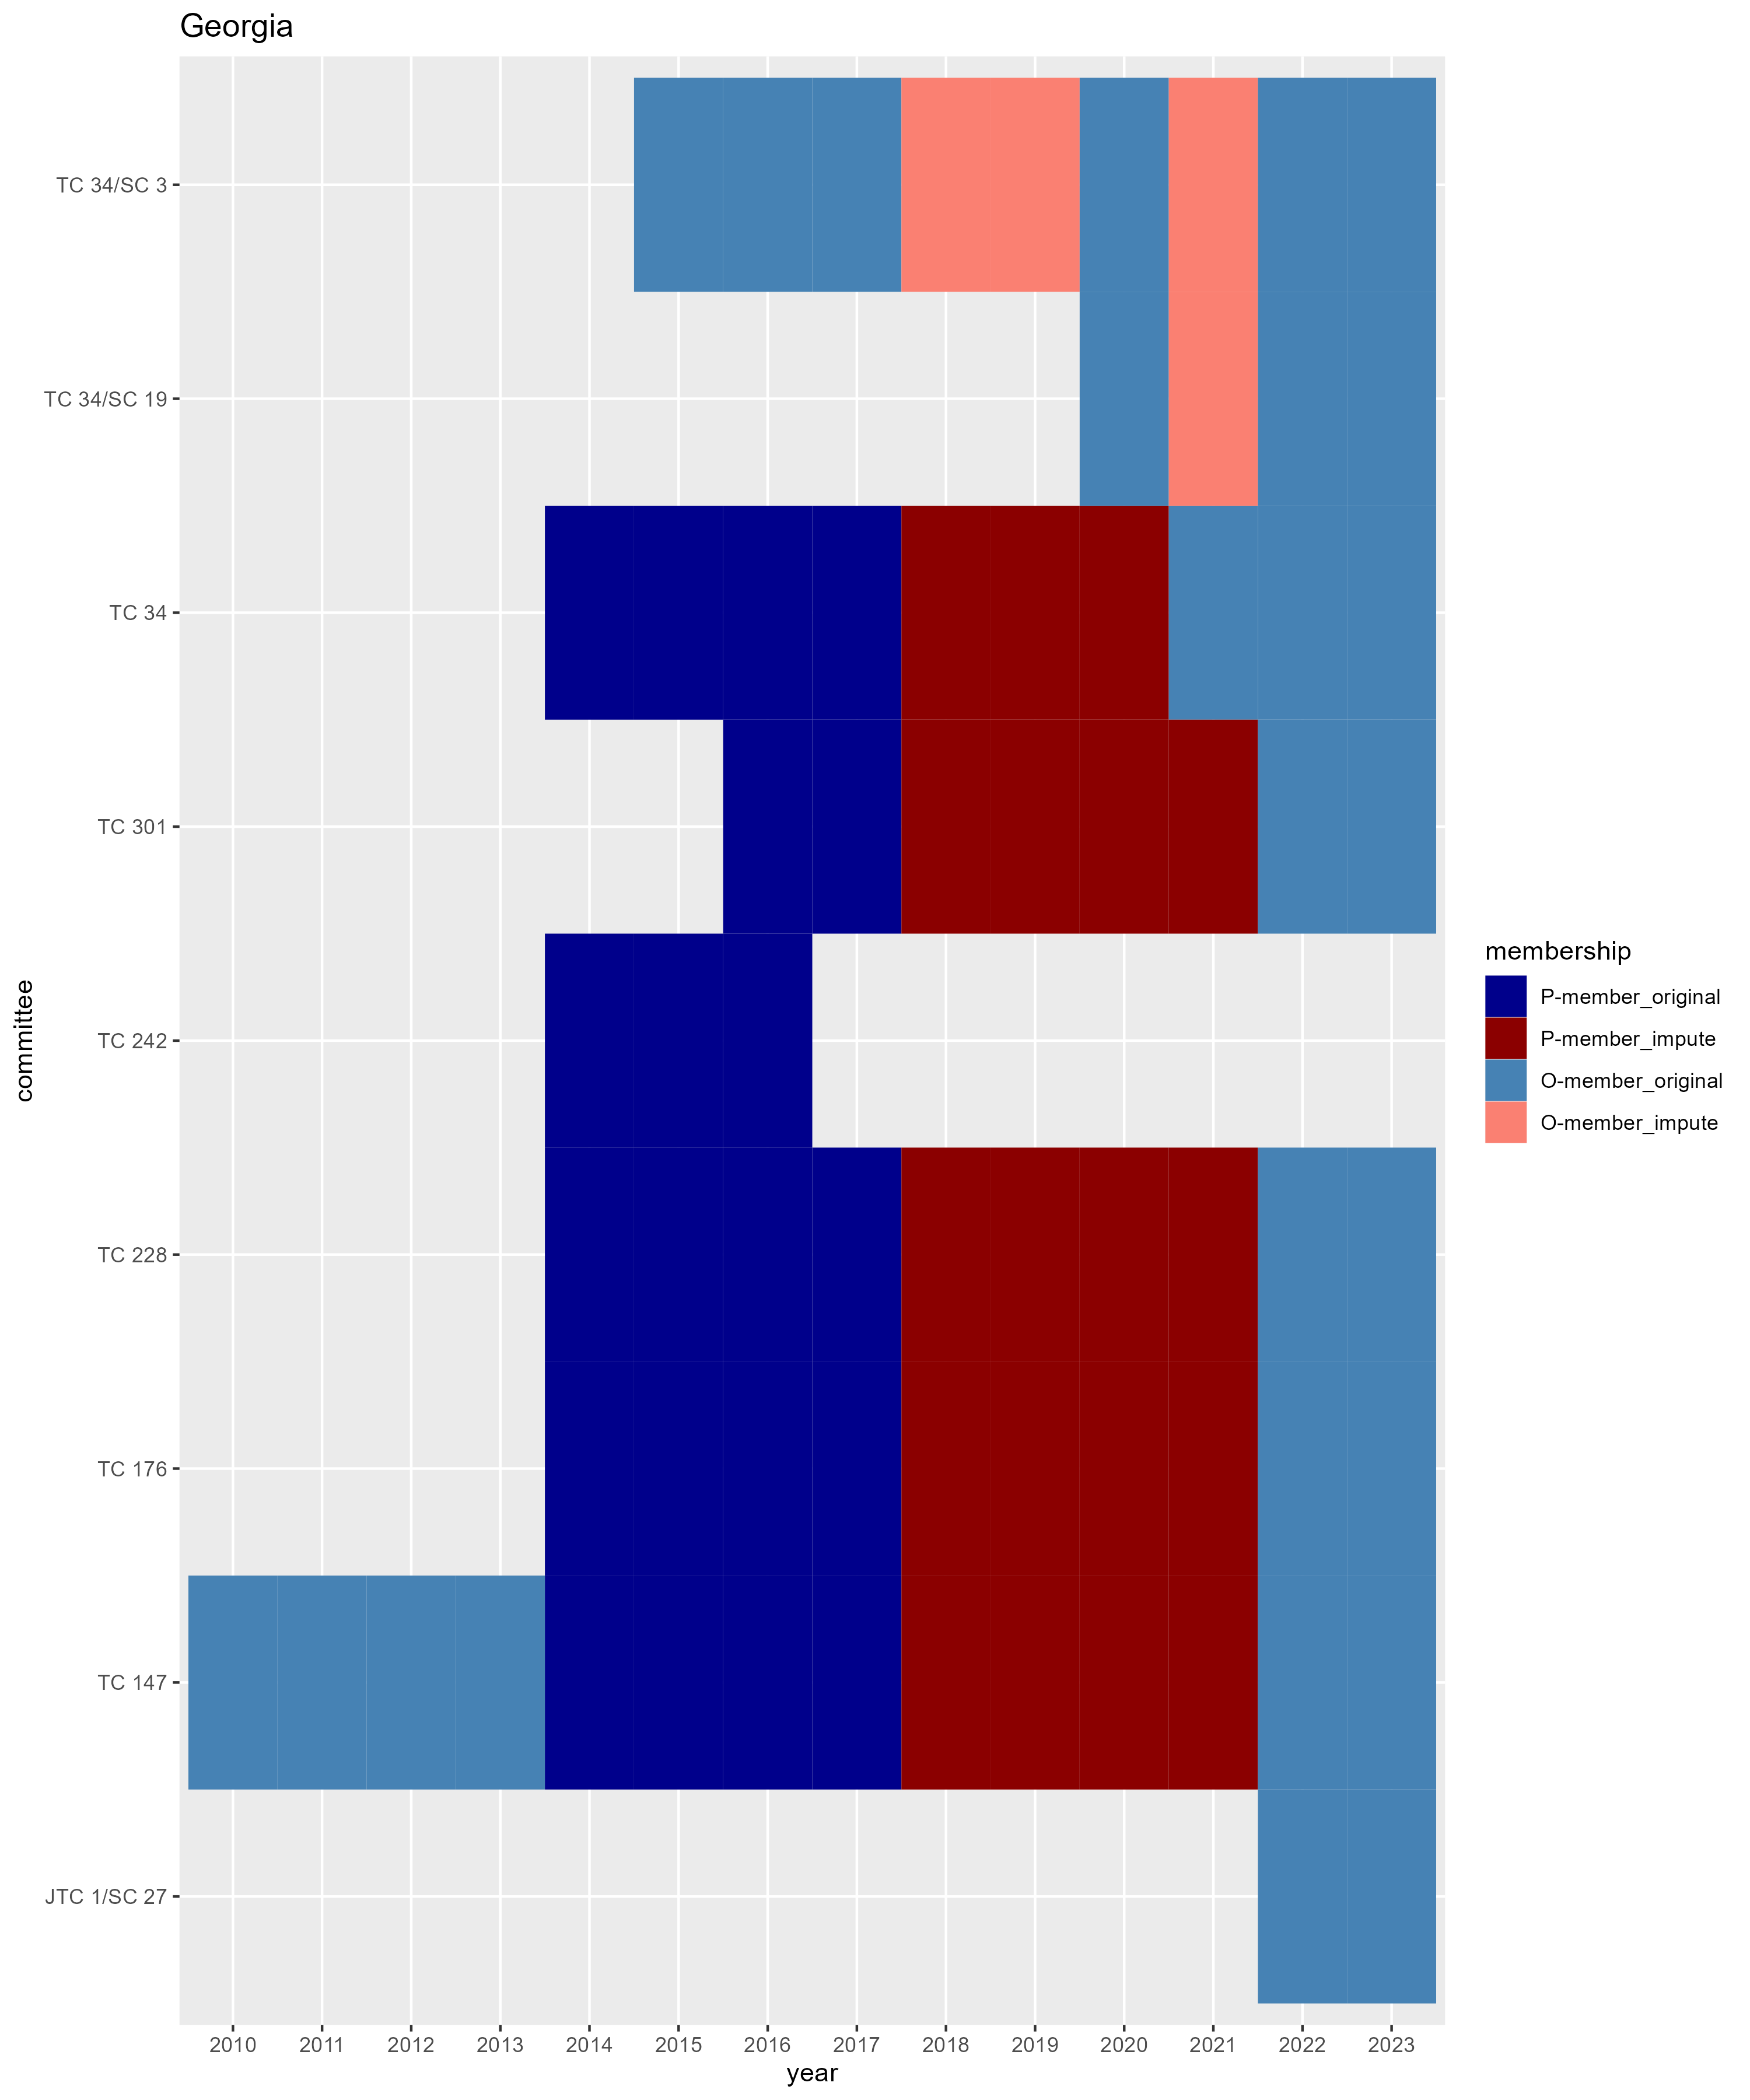 Georgia
TC 34/SC 3
TC 34/SC 19
TC 34
TC 301
TC 242
TC 228
TC 176
TC 147
JTC 1/SC 27
committee
2010 2011 2012 2013 2014 2015 2016 2017 2018 2019 2020 2021 2022 2023
year
membership
P-member_original
P-member_impute
O-member_original
O-member_impute